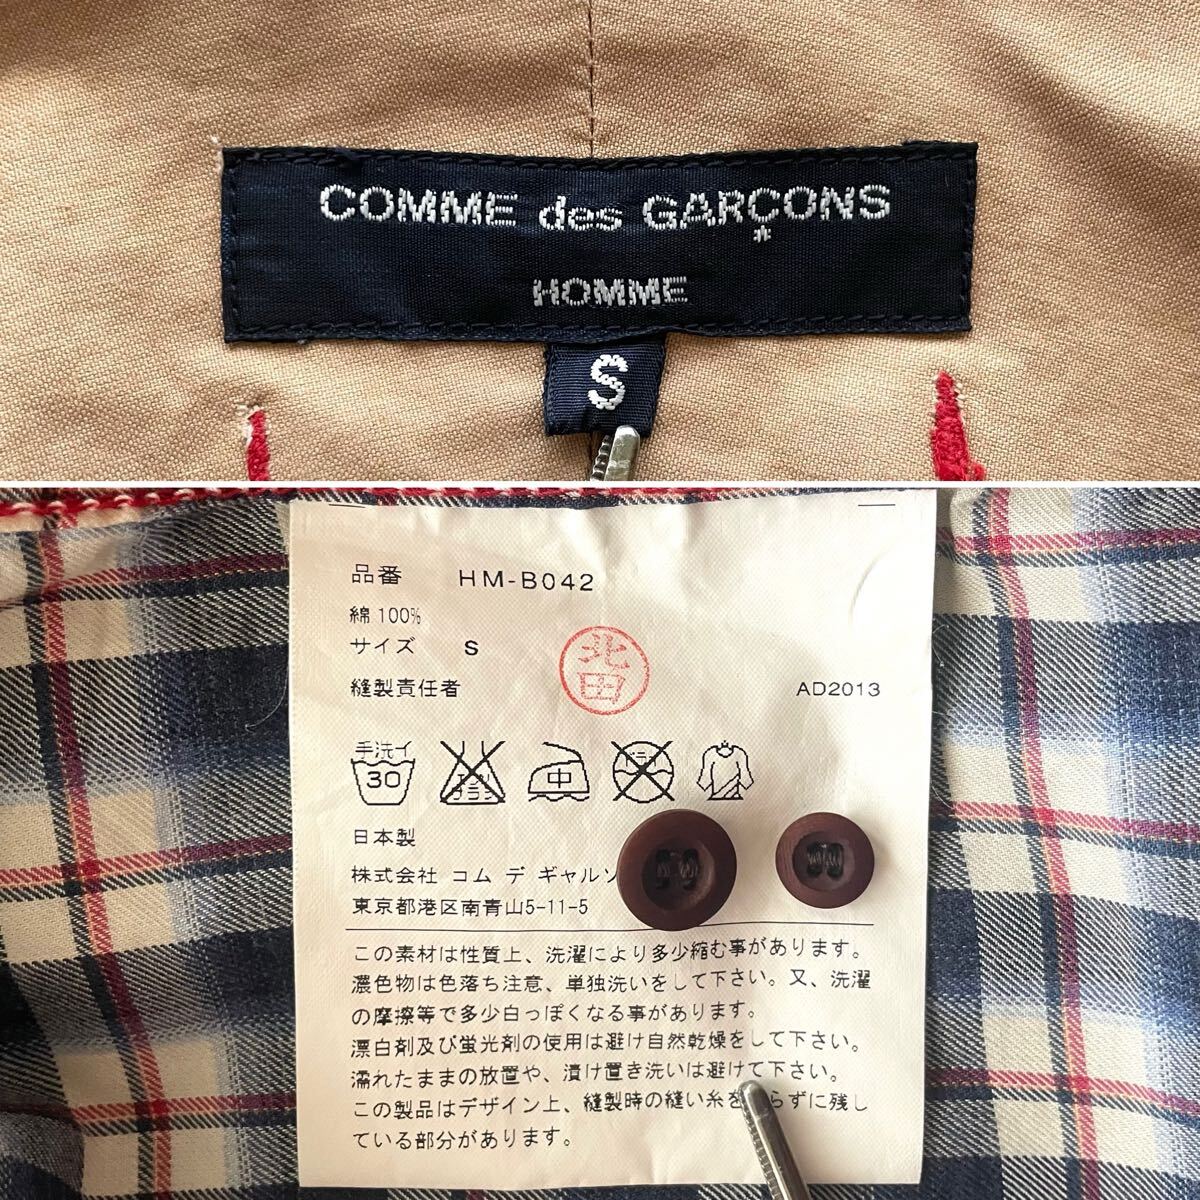 COMME des GARÇONS
HOMME
S
品番 HM-B042
綿100%
サイズ S
北田
縫製責任者 AD2013
手洗イ
30
中
日本製
株式会社 コム デ ギャルソ
東京都港区南青山5-11-5
この素材は性質上、洗濯により多少縮む事があります。
濃色物は色落ち注意、単独洗いをして下さい。又、洗濯
の摩擦等で多少白っぽくなる事があります。
漂白剤及び蛍光剤の使用は避け自然乾燥をして下さい。
濡れたままの放置や、漬け置き洗いは避けて下さい。
この製品はデザイン上、縫製時の縫い糸を らずに残し
ている部分があります。